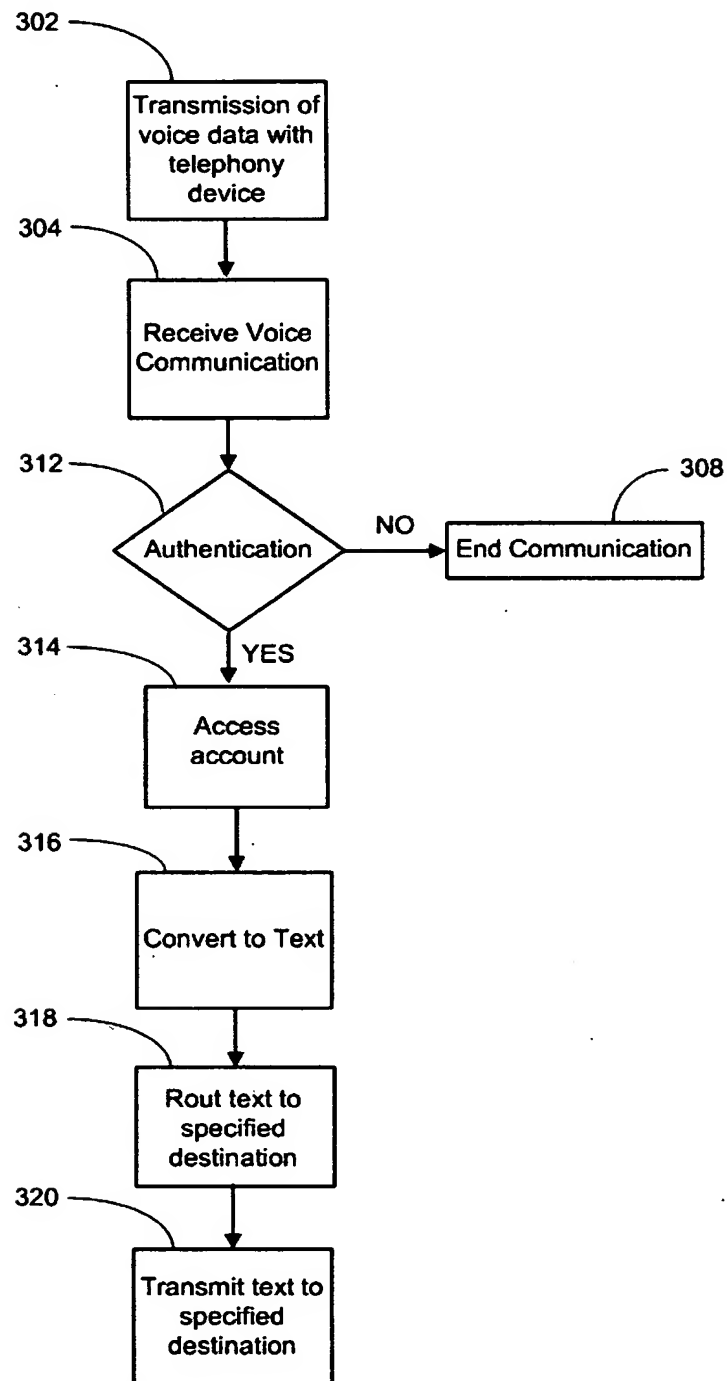 302
Transmission of
voice data with
telephony
device
304
Receive Voice
Communication
312
Authentication
NO
308
End Communication
YES
314
Access
account
316
Convert to Text
318
Rout text to
specified
destination
320
Transmit text to
specified
destination